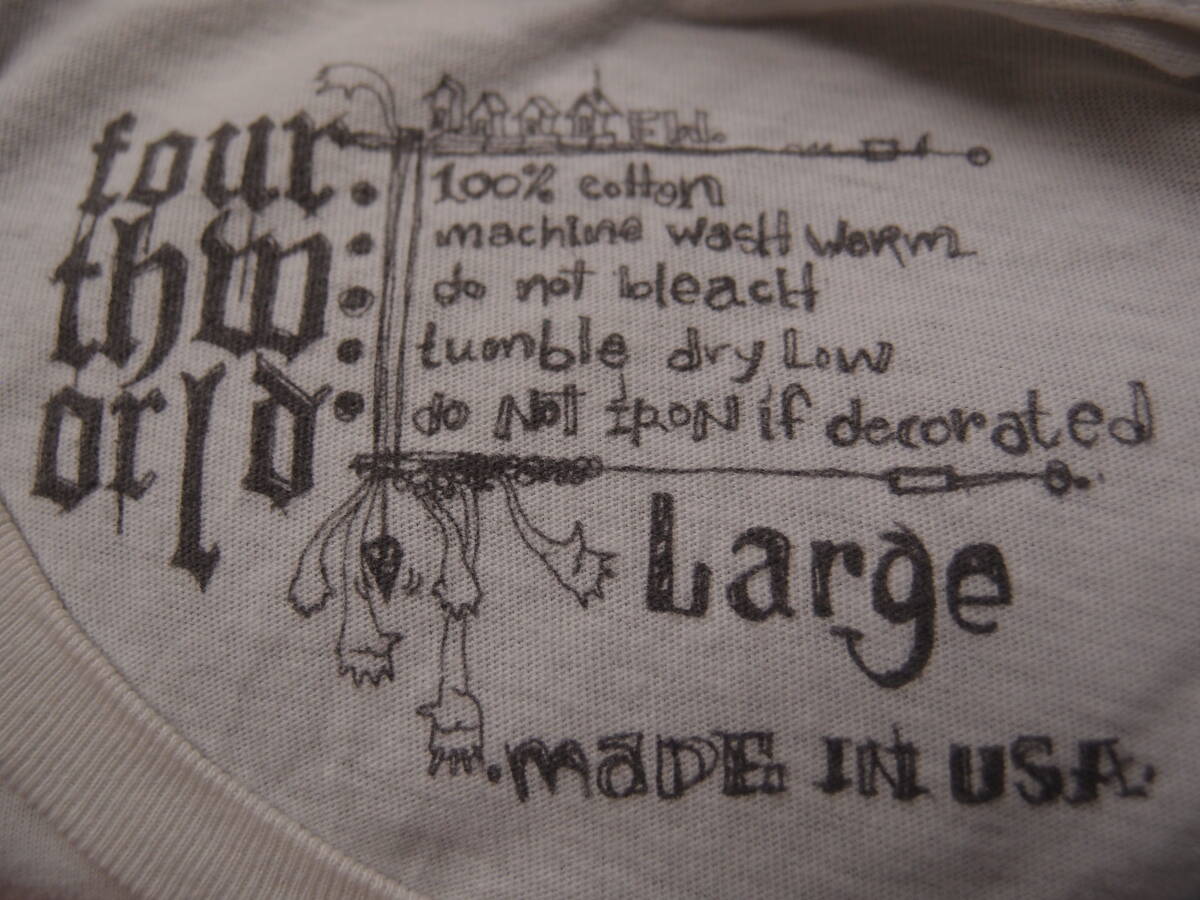 four.
thw:
orld:
F.W.
100% cotton
machine wasH WORM
do not bleacH
tumble dry Low
do NOT IRON if decorated
Large
.maDE IN USA.